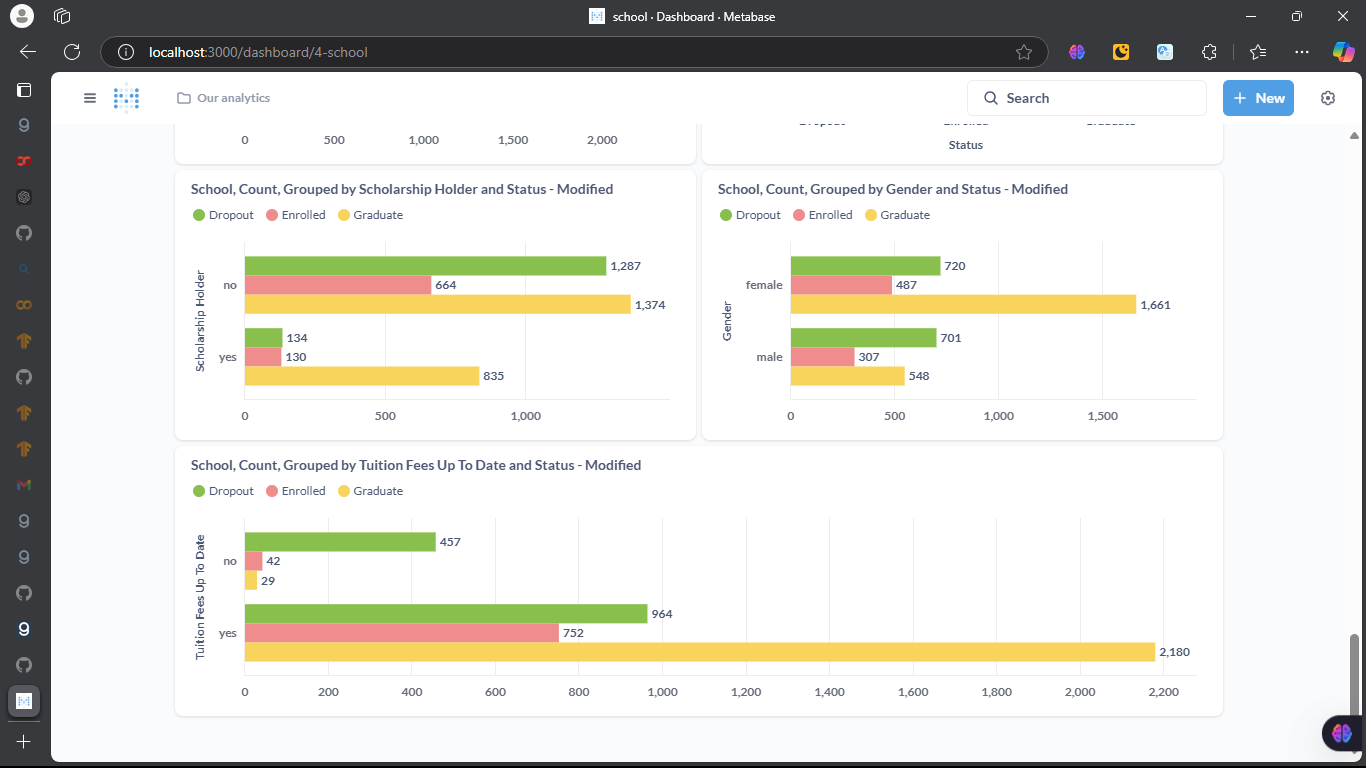 school · Dashboard · Metabase
localhost:3000/dashboard/4-school
Our analytics
Search
+ New
0 500 1,000 1,500 2,000
Status
School, Count, Grouped by Scholarship Holder and Status - Modified
Dropout Enrolled Graduate
Scholarship Holder
no
1,287
664
1,374
yes
134
130
835
0 500 1,000
School, Count, Grouped by Gender and Status - Modified
Dropout Enrolled Graduate
Gender
female
720
487
1,661
male
701
307
548
0 500 1,000 1,500
School, Count, Grouped by Tuition Fees Up To Date and Status - Modified
Dropout Enrolled Graduate
Tuition Fees Up To Date
no
457
42
29
yes
964
752
2,180
0 200 400 600 800 1,000 1,200 1,400 1,600 1,800 2,000 2,200